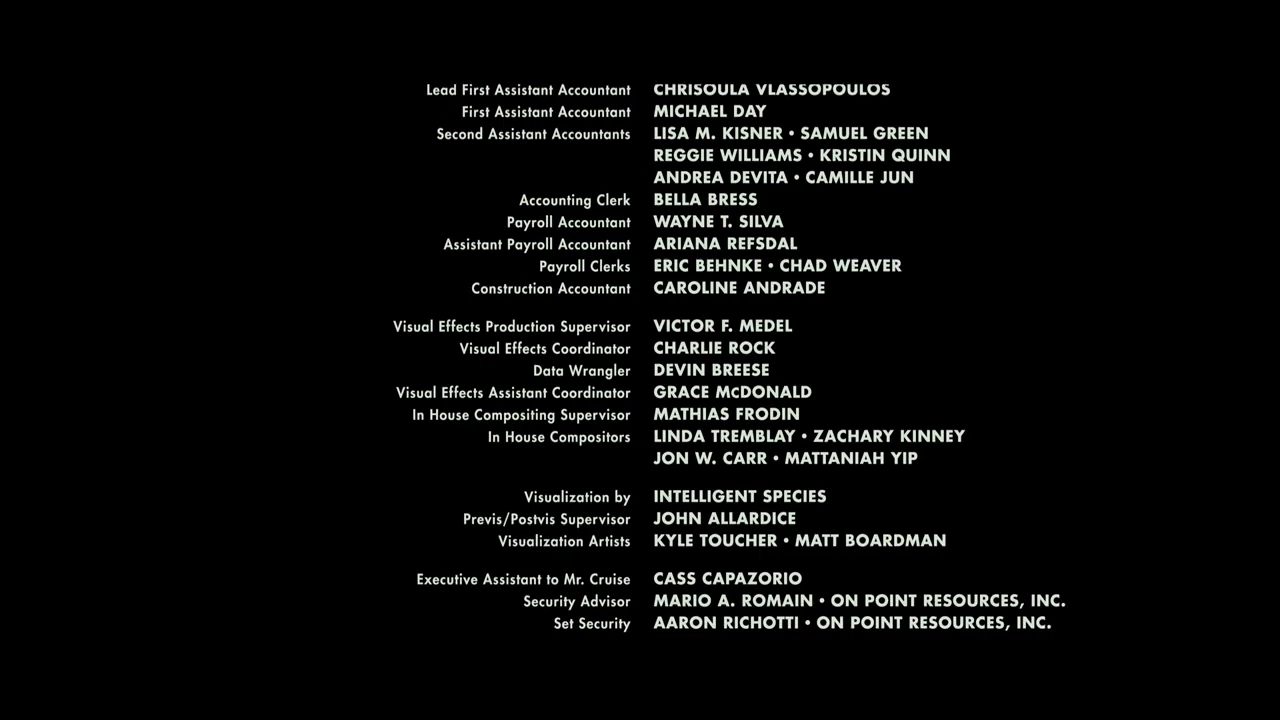 Lead First Assistant Accountant CHRISOULA VLASSOPOULOS
First Assistant Accountant MICHAEL DAY
Second Assistant Accountants LISA M. KISNER • SAMUEL GREEN
REGGIE WILLIAMS • KRISTIN QUINN
ANDREA DEVITA • CAMILLE JUN
Accounting Clerk BELLA BRESS
Payroll Accountant WAYNE T. SILVA
Assistant Payroll Accountant ARIANA REFSDAL
Payroll Clerks ERIC BEHNKE • CHAD WEAVER
Construction Accountant CAROLINE ANDRADE
Visual Effects Production Supervisor VICTOR F. MEDEL
Visual Effects Coordinator CHARLIE ROCK
Data Wrangler DEVIN BREESE
Visual Effects Assistant Coordinator GRACE McDONALD
In House Compositing Supervisor MATHIAS FRODIN
In House Compositors LINDA TREMBLAY • ZACHARY KINNEY
JON W. CARR • MATTANIAH YIP
Visualization by INTELLIGENT SPECIES
Previs/Postvis Supervisor JOHN ALLARDICE
Visualization Artists KYLE TOUCHER • MATT BOARDMAN
Executive Assistant to Mr. Cruise CASS CAPAZORIO
Security Advisor MARIO A. ROMAIN • ON POINT RESOURCES, INC.
Set Security AARON RICHOTTI • ON POINT RESOURCES, INC.